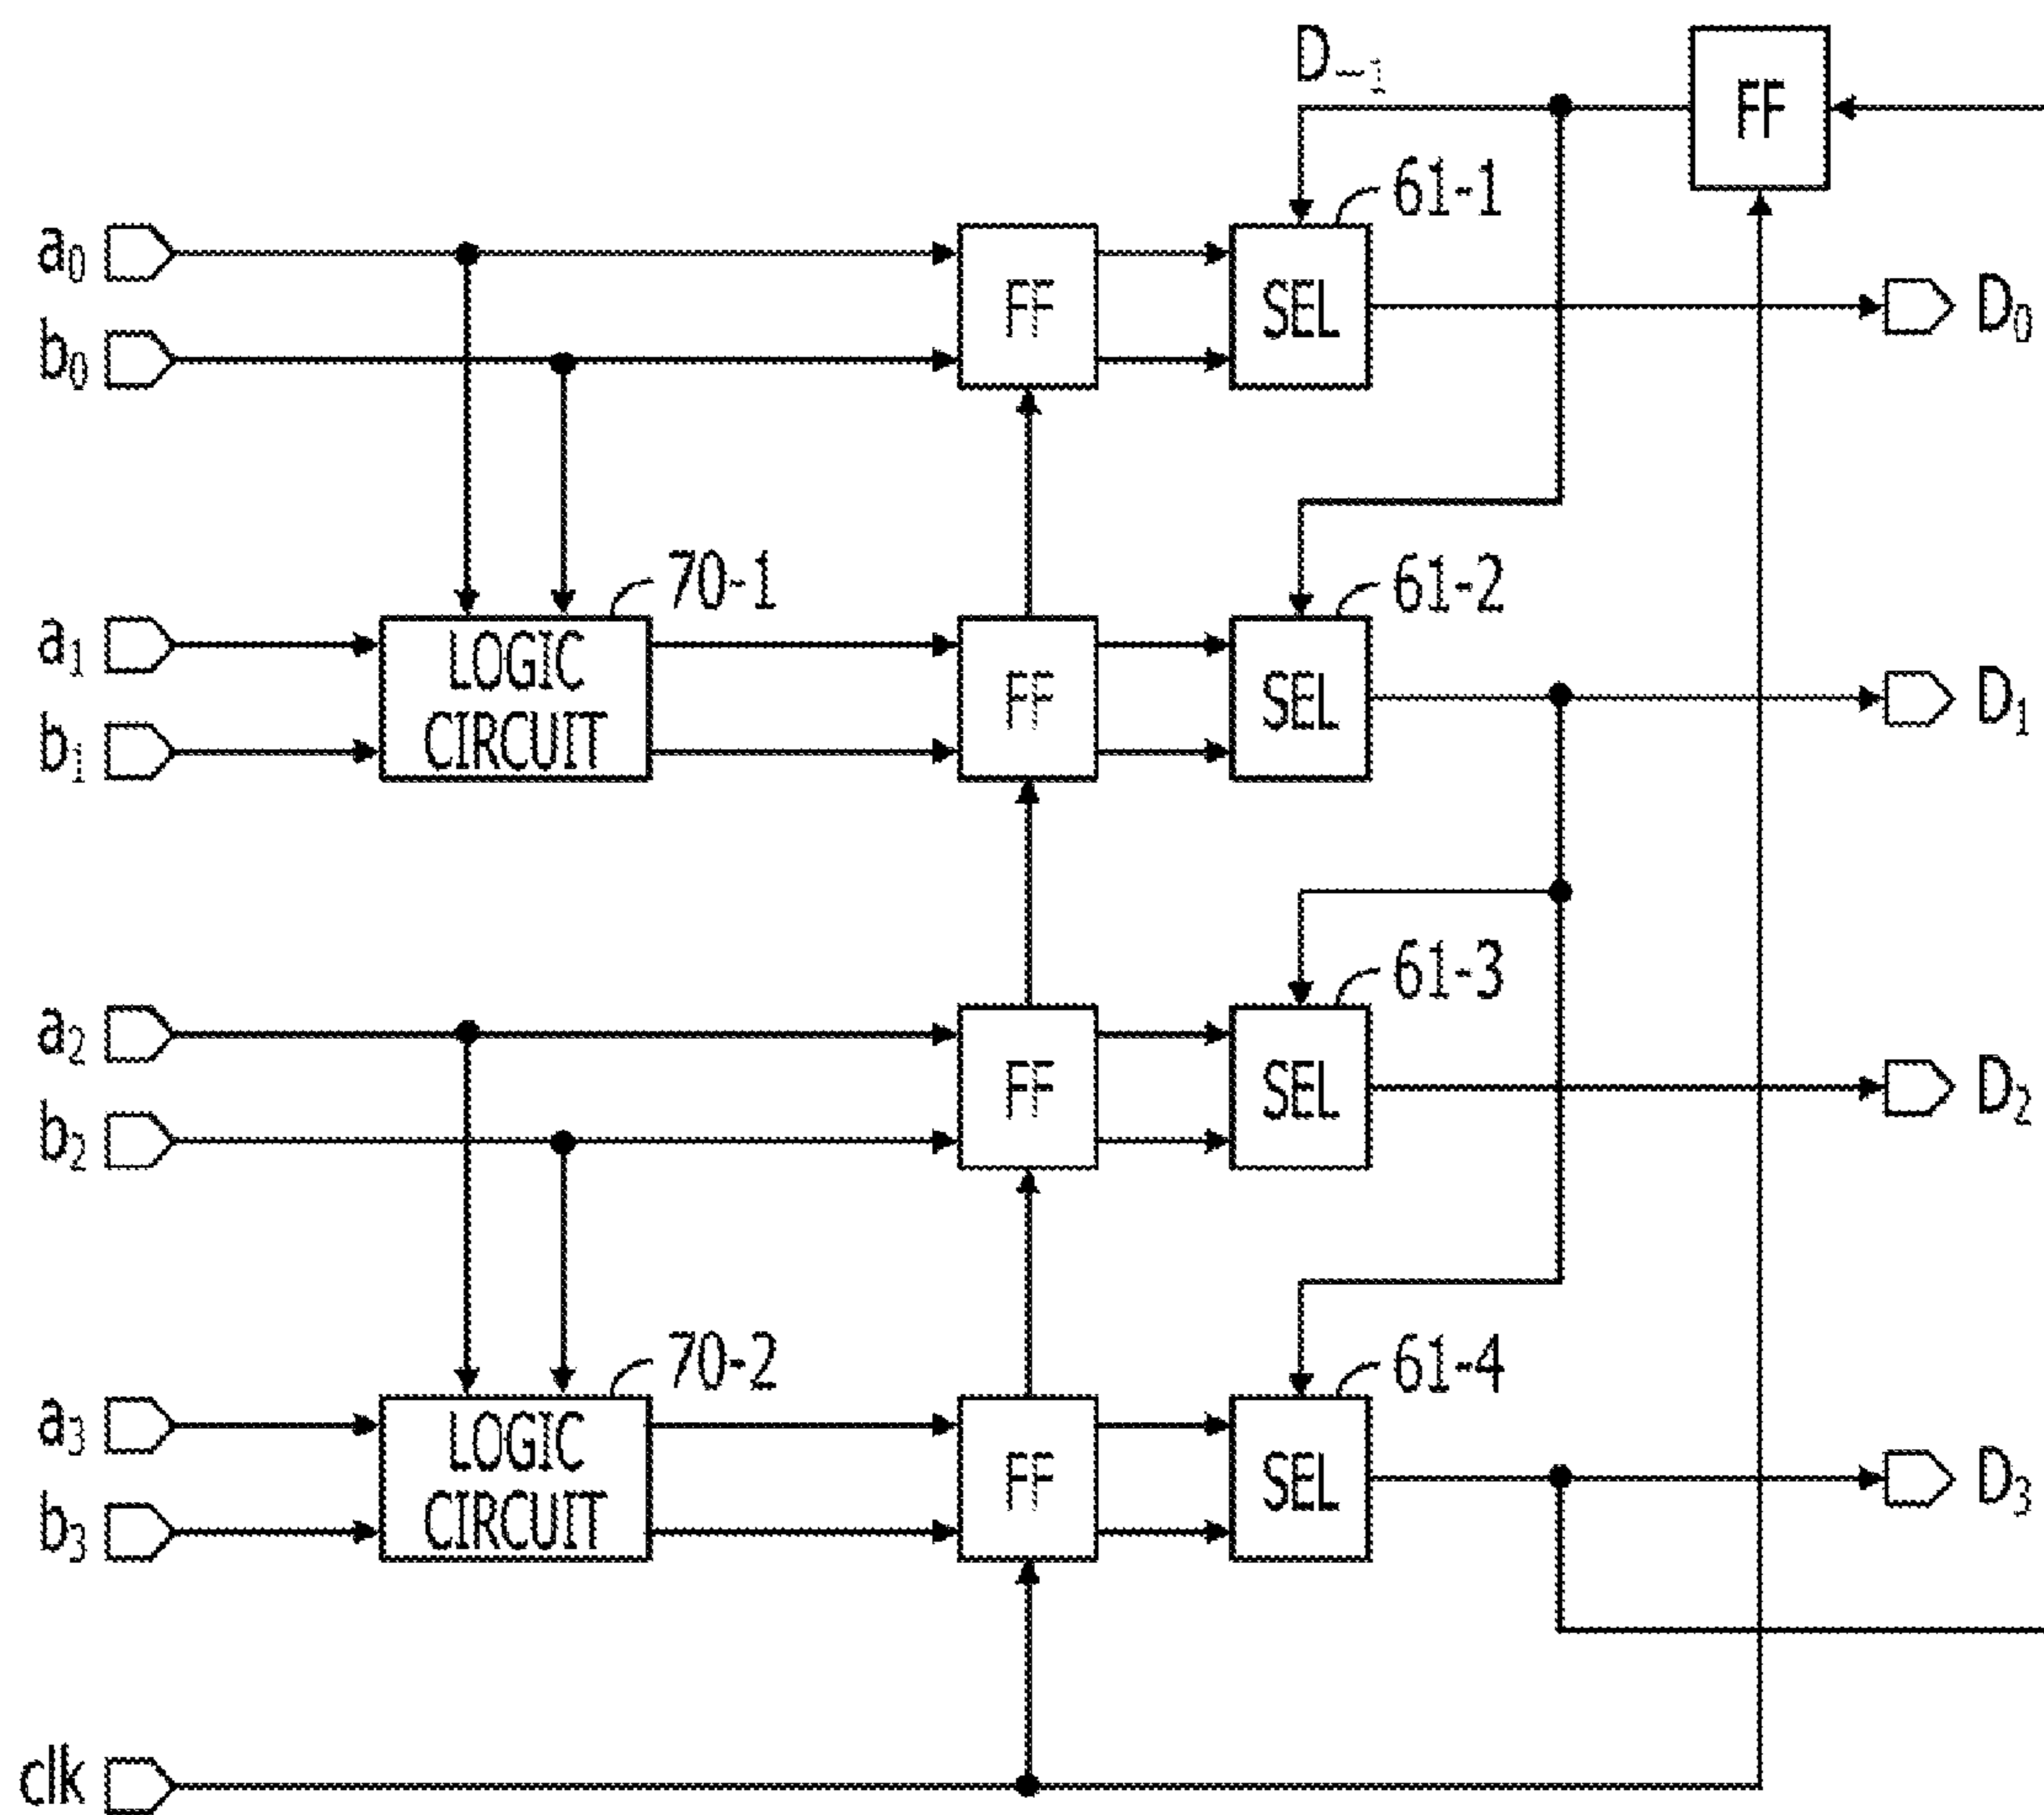 D₋₁
FF
61-1
a₀
FF
SEL
D₀
b₀
70-1
61-2
a₁
LOGIC
CIRCUIT
FF
SEL
D₁
b₁
61-3
a₂
FF
SEL
D₂
b₂
70-2
61-4
a₃
LOGIC
CIRCUIT
FF
SEL
D₃
b₃
clk